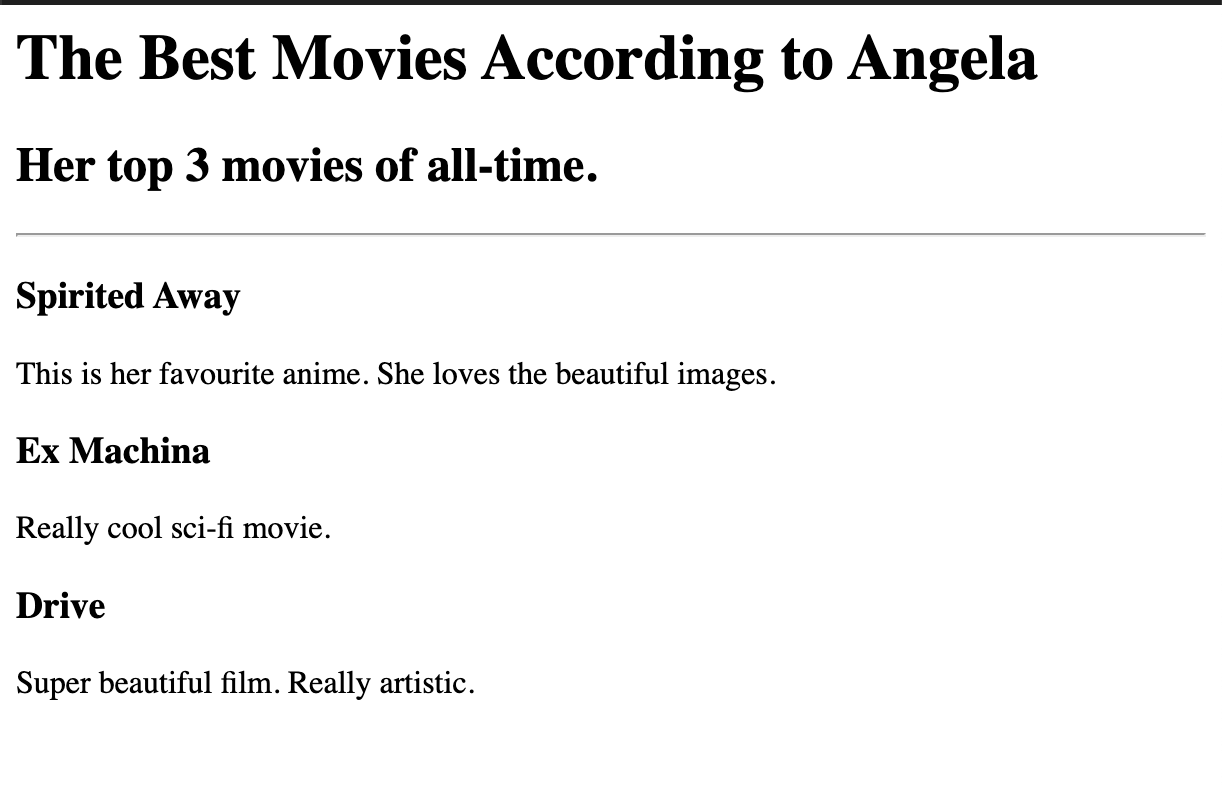 The Best Movies According to Angela
Her top 3 movies of all-time.
Spirited Away
This is her favourite anime. She loves the beautiful images.
Ex Machina
Really cool sci-fi movie.
Drive
Super beautiful film. Really artistic.